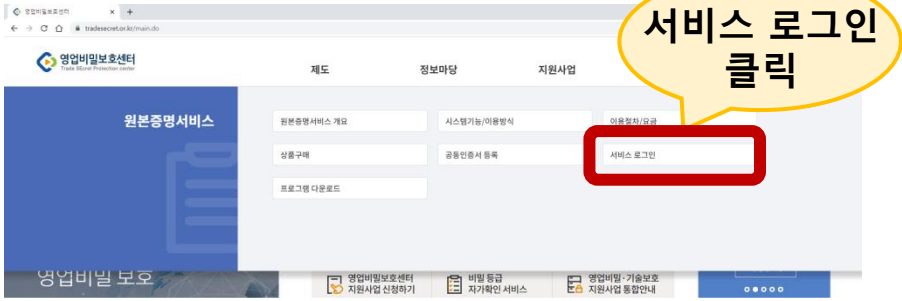 영업비밀보호센터
tradesecret.or.kr/main.do
서비스 로그인
클릭
영업비밀보호센터
Trade SEcret Protection center
제도
정보마당
지원사업
원본증명서비스
원본증명서비스 개요
시스템기능/이용방식
이용절차/요금
상품구매
공동인증서 등록
서비스 로그인
프로그램 다운로드
영업비밀 보호
영업비밀보호센터
지원사업 신청하기
비밀 등급
자가확인 서비스
영업비밀·기술보호
지원사업 통합안내